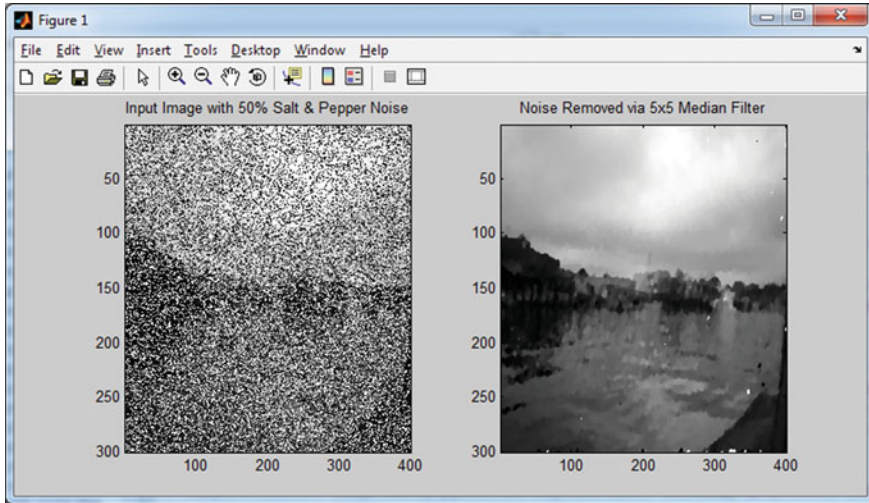 Figure 1
File Edit View Insert Tools Desktop Window Help
Input Image with 50% Salt & Pepper Noise
50
100
150
200
250
300
100 200 300 400
Noise Removed via 5x5 Median Filter
50
100
150
200
250
300
100 200 300 400